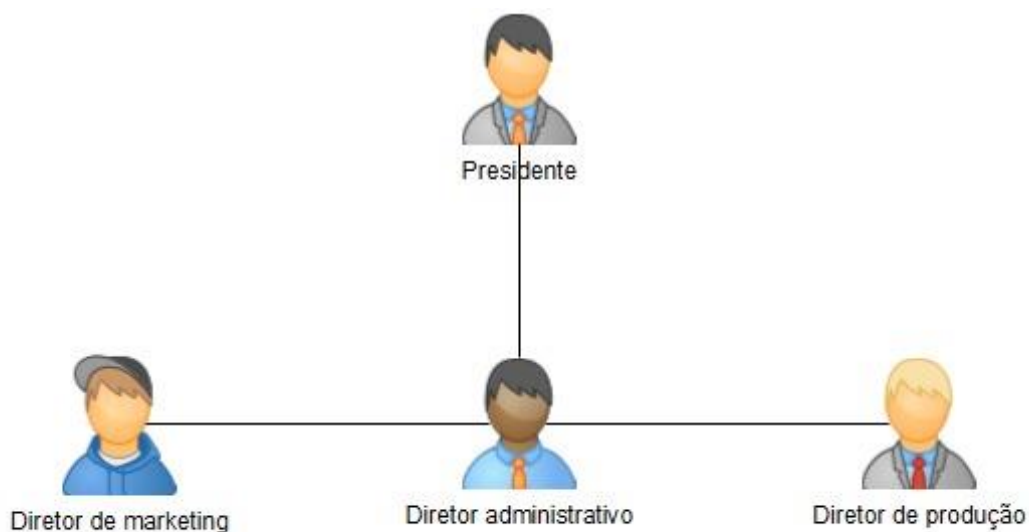 Presidente
Diretor de marketing
Diretor administrativo
Diretor de produção